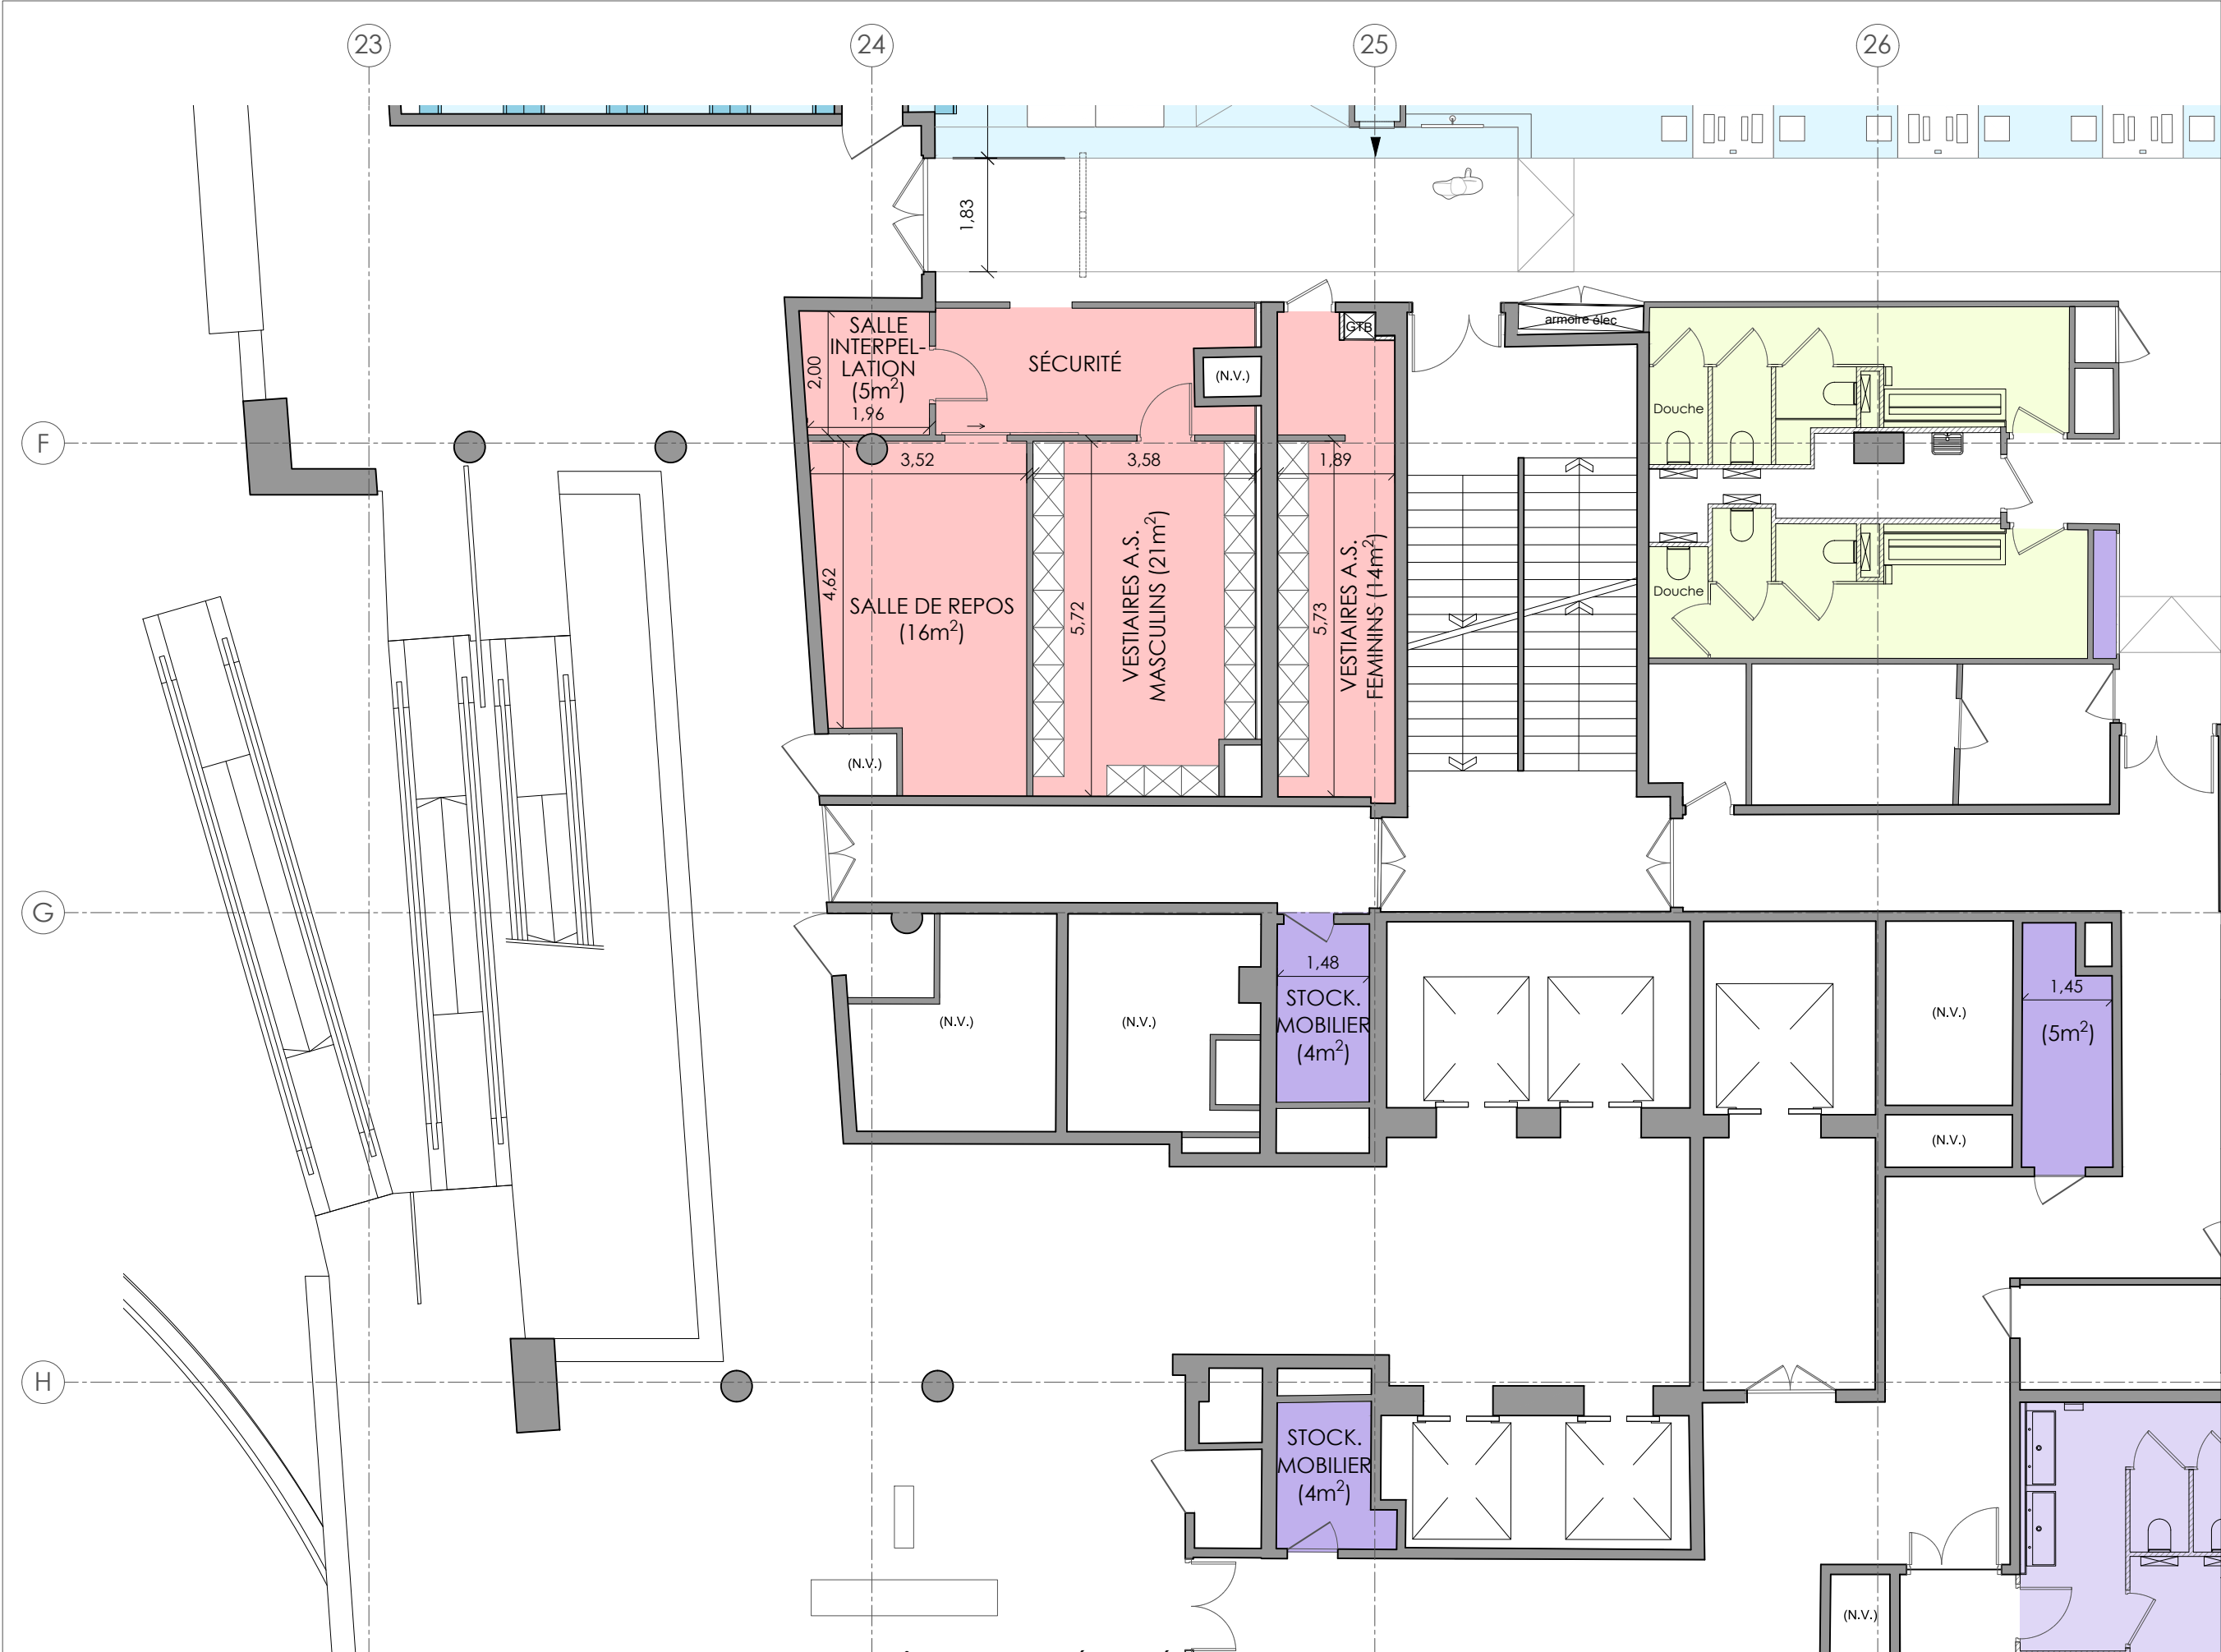 23
24
25
26
1,83
SALLE
INTERPEL-
LATION
(5m²)
2,00
1,96
SÉCURITÉ
(N.V.)
GTB
armoire élec
Douche
F
3,52
3,58
1,89
4,62
SALLE DE REPOS
(16m²)
5,72
VESTIAIRES A.S.
MASCULINS (21m²)
5,73
VESTIAIRES A.S.
FEMININS (14m²)
Douche
(N.V.)
G
1,48
STOCK.
MOBILIER
(4m²)
(N.V.)
(N.V.)
(N.V.)
1,45
(5m²)
(N.V.)
H
STOCK.
MOBILIER
(4m²)
(N.V.)